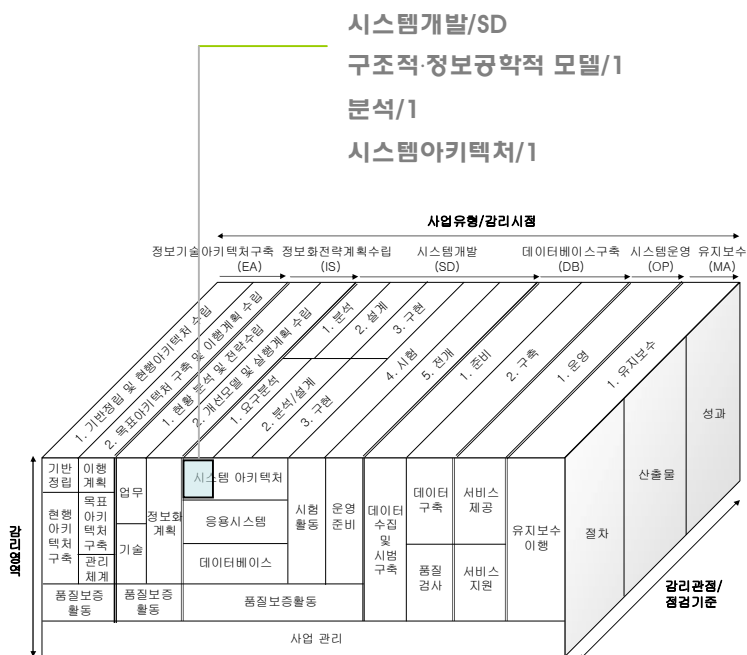 시스템개발/SD
구조적·정보공학적 모델/1
분석/1
시스템아키텍처/1
사업유형/감리시점
정보기술아키텍처구축 정보화전략계획수립 시스템개발 데이터베이스구축 시스템운영 유지보수
(EA) (IS) (SD) (DB) (OP) (MA)
1. 기반정립 및 현행아키텍처 수립
2. 목표아키텍처 구축 및 이행계획 수립
1. 현황 분석 및 전략수립
2. 개선모델 및 실행계획 수립
1. 분석
2. 설계
3. 구현
1. 요구분석
2. 분석/설계
3. 구현
4. 시험
5. 전개
1. 준비
2. 구축
1. 운영
1. 유지보수
감리영역
기반
정립
이행
계획
현행
아키
텍처
구축
목표
아키
텍처
구축
관리
체계
품질보증
활동
업무
기술
정보화
계획
품질보증
활동
시스템 아키텍처
응용시스템
데이터베이스
시험
활동
운영
준비
품질보증활동
데이터
수집
및
시범
구축
데이터
구축
품질
검사
서비스
제공
서비스
지원
유지보수
이행
사업 관리
절차
산출물
성과
감리관점/
점검기준